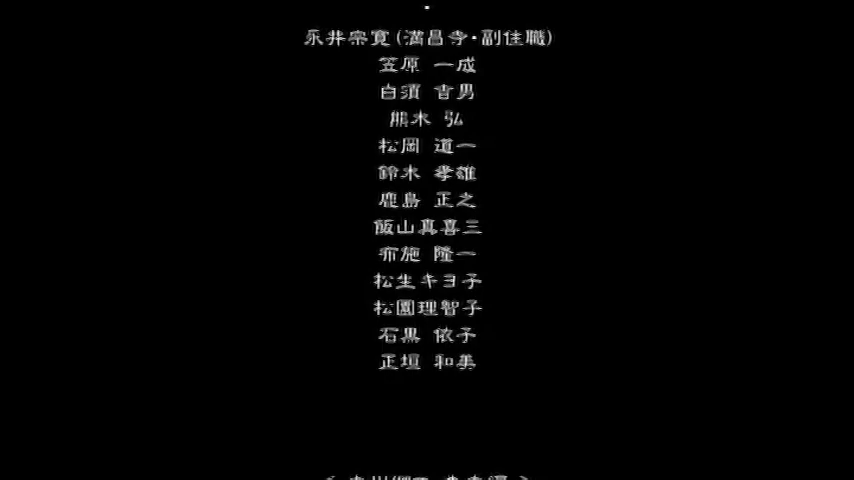 永井宗寛(満昌寺・副住職)
笠原 一成
白須 吉男
熊木 弘
松岡 道一
鈴木 孝雄
鹿島 正之
飯山真喜三
布施 隆一
松生キヨ子
松園理智子
石黒 依子
正垣 和美